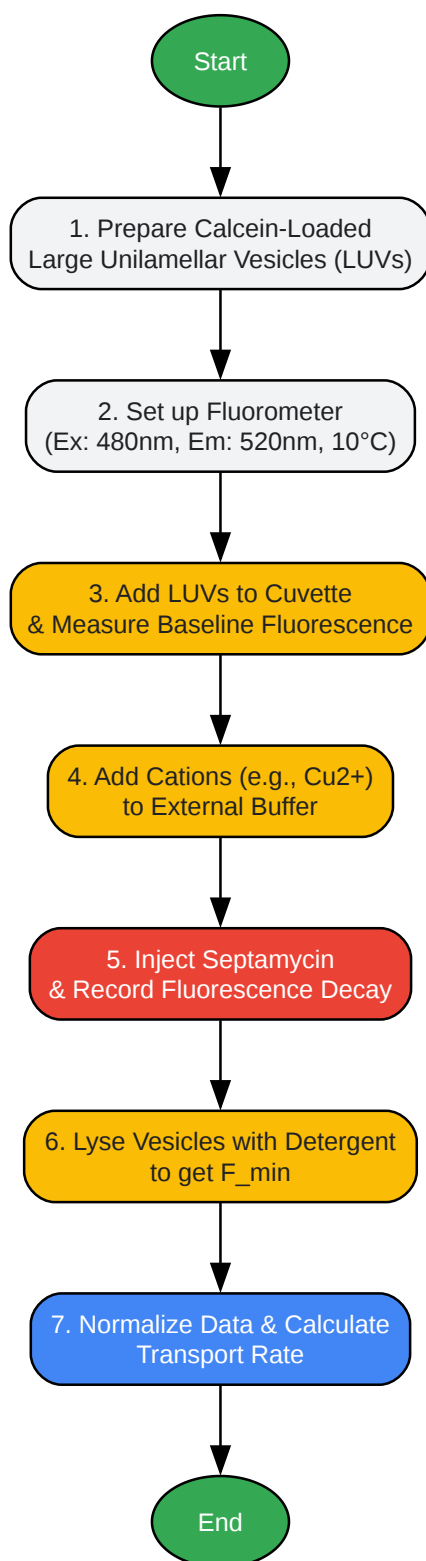 Start
1. Prepare Calcein-Loaded
Large Unilamellar Vesicles (LUVs)
2. Set up Fluorometer
(Ex: 480nm, Em: 520nm, 10°C)
3. Add LUVs to Cuvette
& Measure Baseline Fluorescence
4. Add Cations (e.g., Cu2+)
to External Buffer
5. Inject Septamycin
& Record Fluorescence Decay
6. Lyse Vesicles with Detergent
to get F_min
7. Normalize Data & Calculate
Transport Rate
End